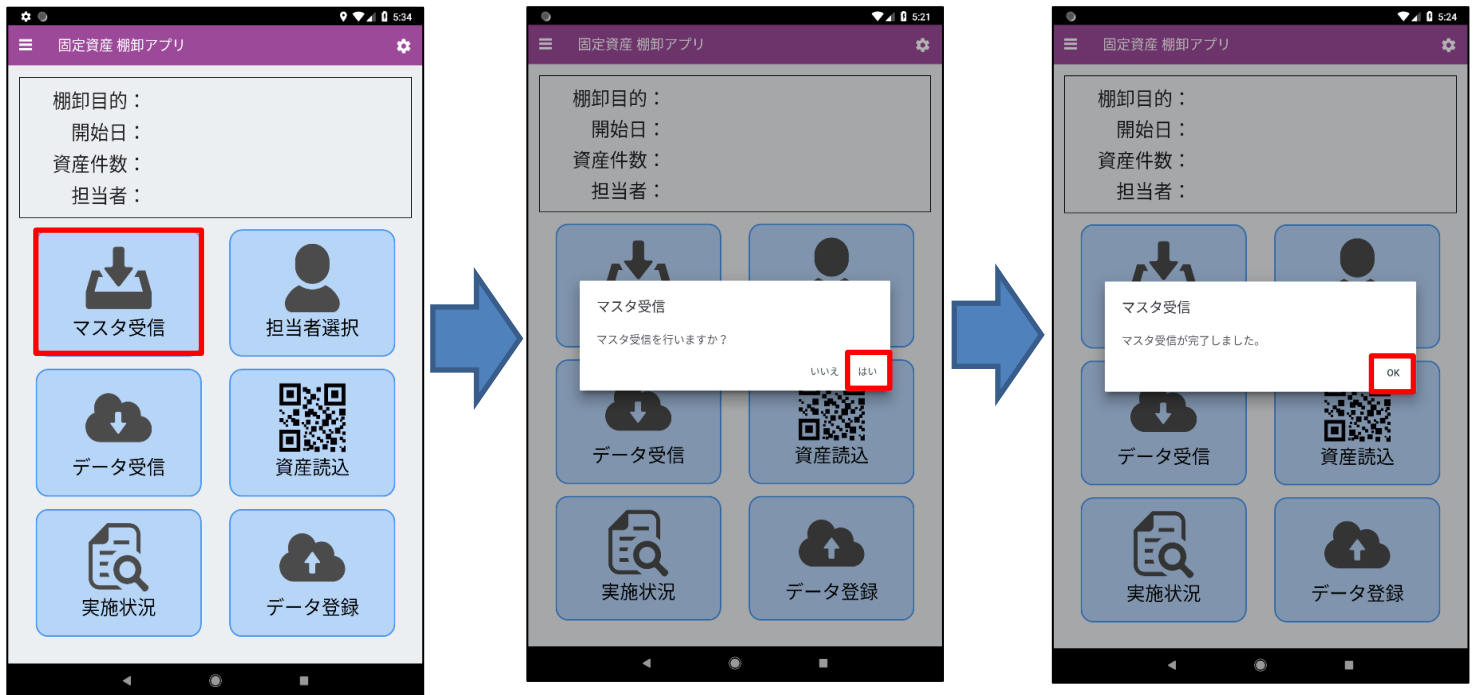 5:34
固定資産 棚卸アプリ
棚卸目的：
開始日：
資産件数：
担当者：
マスタ受信
担当者選択
データ受信
資産読込
実施状況
データ登録
5:21
固定資産 棚卸アプリ
棚卸目的：
開始日：
資産件数：
担当者：
マスタ受信
マスタ受信を行いますか？
いいえ はい
データ受信
資産読込
実施状況
データ登録
5:24
固定資産 棚卸アプリ
棚卸目的：
開始日：
資産件数：
担当者：
マスタ受信
マスタ受信が完了しました。
OK
データ受信
資産読込
実施状況
データ登録